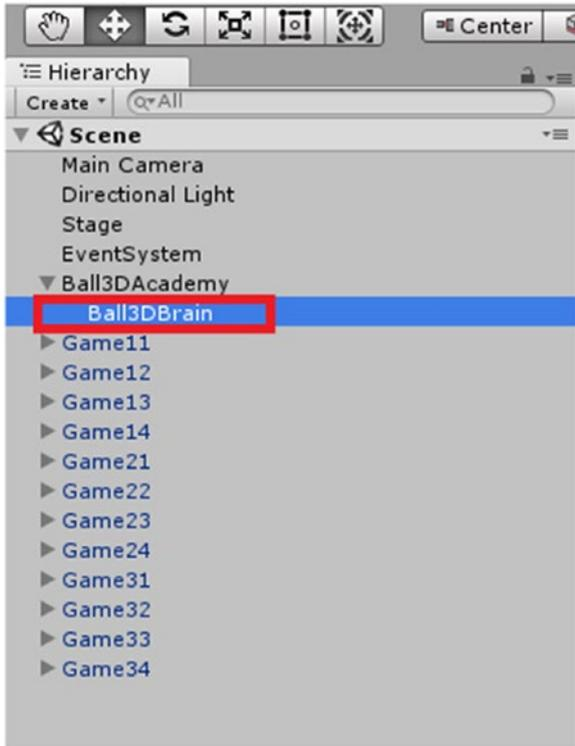 Center
Hierarchy
Create All
Scene
Main Camera
Directional Light
Stage
EventSystem
Ball3DAcademy
Ball3DBrain
Game11
Game12
Game13
Game14
Game21
Game22
Game23
Game24
Game31
Game32
Game33
Game34